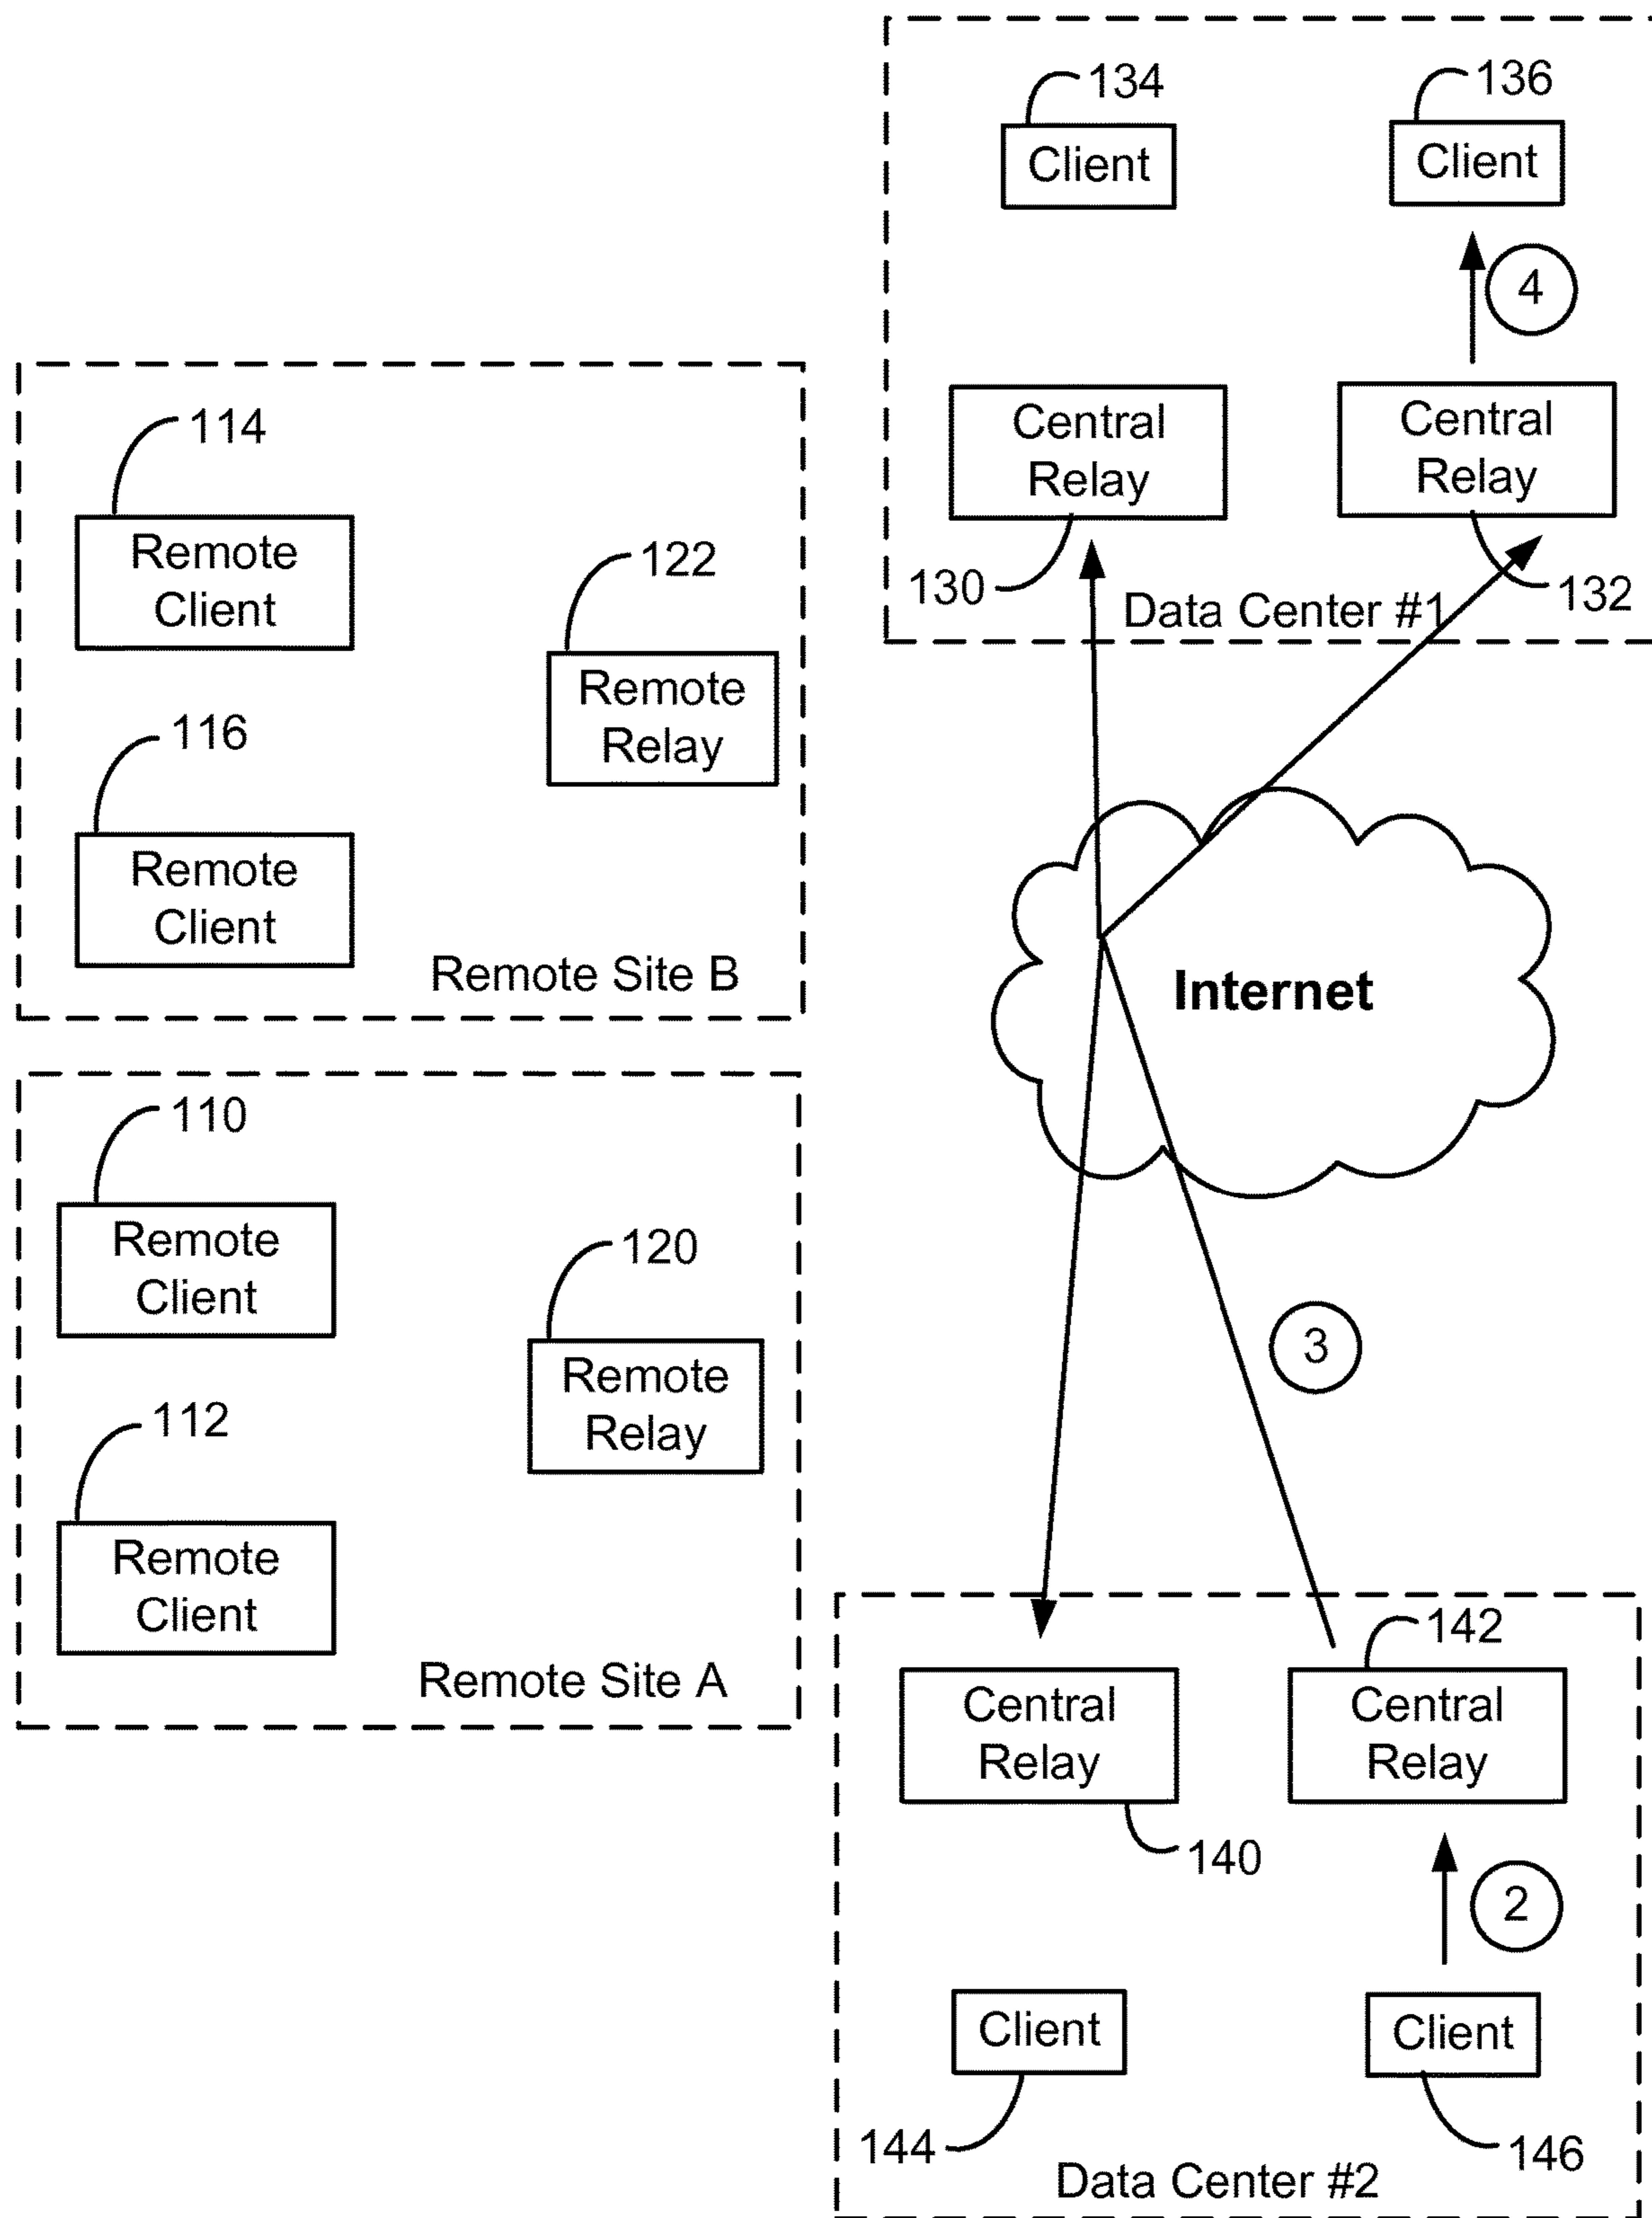 134
136
Client
Client
4
Central
Relay
Central
Relay
130
132
Data Center #1
114
Remote
Client
122
Remote
Relay
116
Remote
Client
Remote Site B
Internet
110
Remote
Client
120
Remote
Relay
112
Remote
Client
Remote Site A
3
142
Central
Relay
Central
Relay
140
2
Client
Client
144
146
Data Center #2